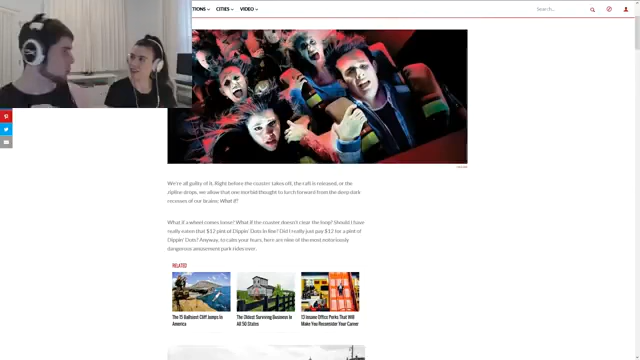 CITIES
VIDEO
Search...
We're all guilty of it. Right before the coaster takes off, the raft is released, or the
zipline drops, we allow that one morbid thought to lurch forward from the deep dark
recesses of our brains: What if?
What if a wheel comes loose? What if the coaster doesn't clear the loop? Should I have
really eaten that $12 pint of Dippin' Dots in line? Did I really just pay $12 for a pint of
Dippin' Dots? Anyway, to calm your fears, here are nine of the most notoriously
dangerous amusement park rides ever.
RELATED
The 15 Ballsiest Cliff Jumps in
America
The Oldest Surviving Business in
All 50 States
13 Insane Office Perks That Will
Make You Reconsider Your Career